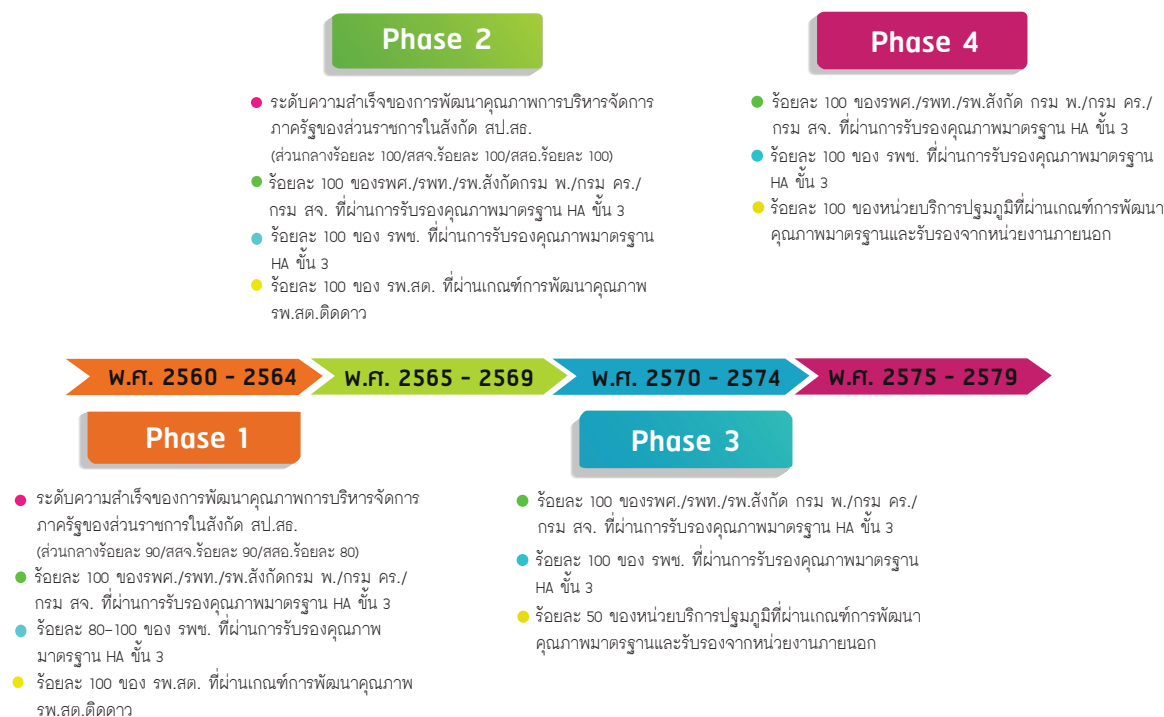 Phase 2
ระดับความสำเร็จของการพัฒนาคุณภาพการบริหารจัดการ
ภาครัฐของส่วนราชการในสังกัด สป.สธ.
(ส่วนกลางร้อยละ 100/สสจ.ร้อยละ 100/สสอ.ร้อยละ 100)
ร้อยละ 100 ของรพศ./รพท./รพ.สังกัดกรม พ./กรม คร./
กรม สจ. ที่ผ่านการรับรองคุณภาพมาตรฐาน HA ขั้น 3
ร้อยละ 100 ของ รพช. ที่ผ่านการรับรองคุณภาพมาตรฐาน
HA ขั้น 3
ร้อยละ 100 ของ รพ.สต. ที่ผ่านเกณฑ์การพัฒนาคุณภาพ
รพ.สต.ติดดาว
Phase 4
ร้อยละ 100 ของรพศ./รพท./รพ.สังกัด กรม พ./กรม คร./
กรม สจ. ที่ผ่านการรับรองคุณภาพมาตรฐาน HA ขั้น 3
ร้อยละ 100 ของ รพช. ที่ผ่านการรับรองคุณภาพมาตรฐาน
HA ขั้น 3
ร้อยละ 100 ของหน่วยบริการปฐมภูมิที่ผ่านเกณฑ์การพัฒนา
คุณภาพมาตรฐานและรับรองจากหน่วยงานภายนอก
พ.ศ. 2560 - 2564
พ.ศ. 2565 - 2569
พ.ศ. 2570 - 2574
พ.ศ. 2575 - 2579
Phase 1
ระดับความสำเร็จของการพัฒนาคุณภาพการบริหารจัดการ
ภาครัฐของส่วนราชการในสังกัด สป.สธ.
(ส่วนกลางร้อยละ 90/สสจ.ร้อยละ 90/สสอ.ร้อยละ 80)
ร้อยละ 100 ของรพศ./รพท./รพ.สังกัดกรม พ./กรม คร./
กรม สจ. ที่ผ่านการรับรองคุณภาพมาตรฐาน HA ขั้น 3
ร้อยละ 80-100 ของ รพช. ที่ผ่านการรับรองคุณภาพ
มาตรฐาน HA ขั้น 3
ร้อยละ 100 ของ รพ.สต. ที่ผ่านเกณฑ์การพัฒนาคุณภาพ
รพ.สต.ติดดาว
Phase 3
ร้อยละ 100 ของรพศ./รพท./รพ.สังกัด กรม พ./กรม คร./
กรม สจ. ที่ผ่านการรับรองคุณภาพมาตรฐาน HA ขั้น 3
ร้อยละ 100 ของ รพช. ที่ผ่านการรับรองคุณภาพมาตรฐาน
HA ขั้น 3
ร้อยละ 50 ของหน่วยบริการปฐมภูมิที่ผ่านเกณฑ์การพัฒนา
คุณภาพมาตรฐานและรับรองจากหน่วยงานภายนอก